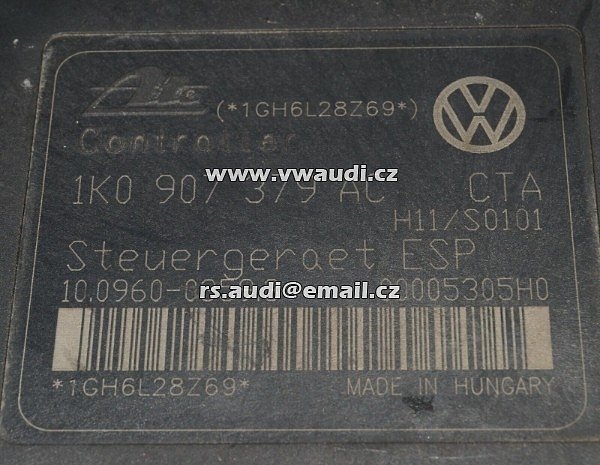 Ate (*1GH6L28Z69*)
Controller
www.vwaudi.cz
1K0 907 379 AC CTA
H11/S0101
Steuergeraet ESP
rs.audi@email.cz
10.0960- 00005305H0
*1GH6L28Z69* MADE IN HUNGARY